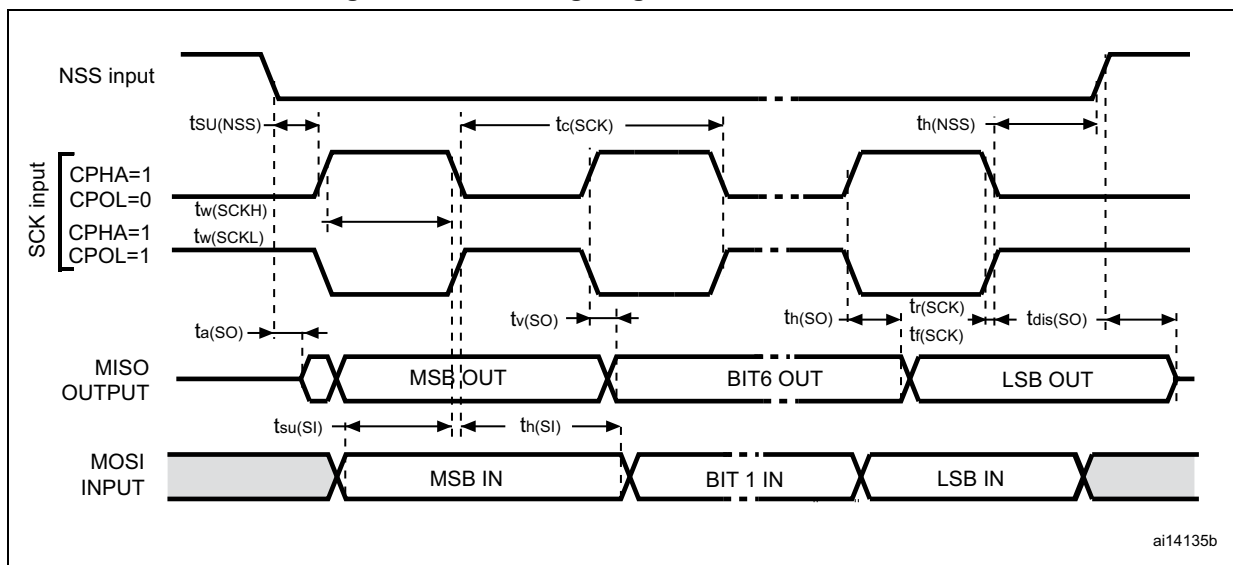 NSS input
tSU(NSS)
tc(SCK)
th(NSS)
SCK input
CPHA=1
CPOL=0
tw(SCKH)
CPHA=1
tw(SCKL)
CPOL=1
ta(SO)
tv(SO)
th(SO)
tr(SCK)
tf(SCK)
tdis(SO)
MISO
OUTPUT
MSB OUT
BIT6 OUT
LSB OUT
tsu(SI)
th(SI)
MOSI
INPUT
MSB IN
BIT 1 IN
LSB IN
ai14135b